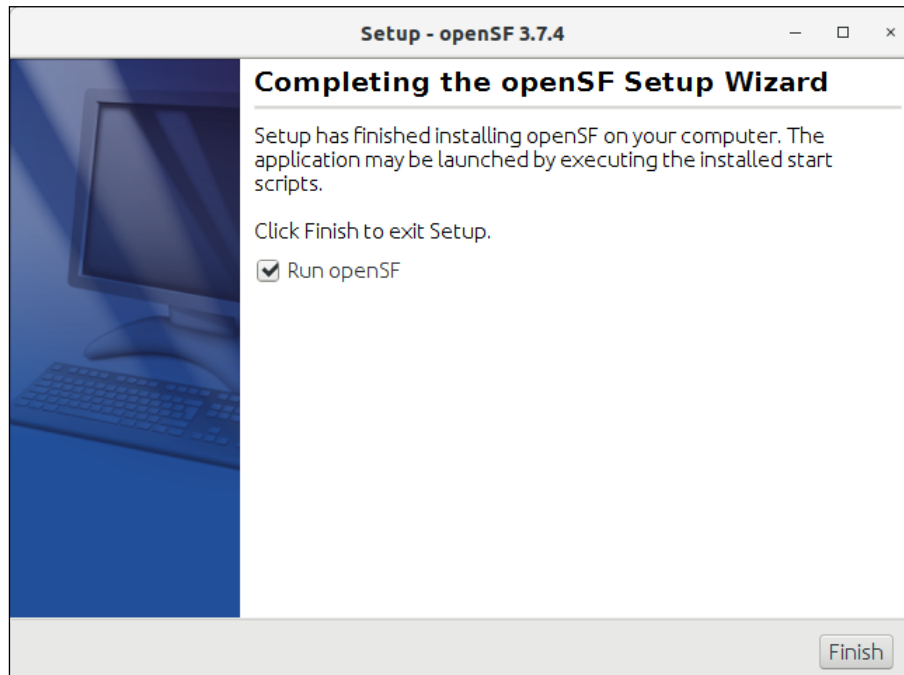 Setup - openSF 3.7.4
Completing the openSF Setup Wizard
Setup has finished installing openSF on your computer. The
application may be launched by executing the installed start
scripts.
Click Finish to exit Setup.
Run openSF
Finish